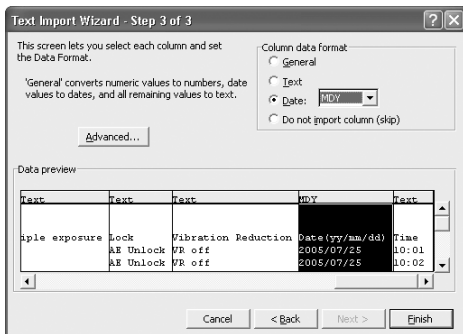 Text Import Wizard - Step 3 of 3
This screen lets you select each column and set
the Data Format.
'General' converts numeric values to numbers, date
values to dates, and all remaining values to text.
Advanced...
Column data format
General
Text
Date: MDY
Do not import column (skip)
Data preview
Text Text Text MDY Text
iple exposure Lock Vibration Reduction Date(yy/mm/dd) Time
AE Unlock VR off 2005/07/25 10:01
AE Unlock VR off 2005/07/25 10:02
Cancel < Back Next > Finish